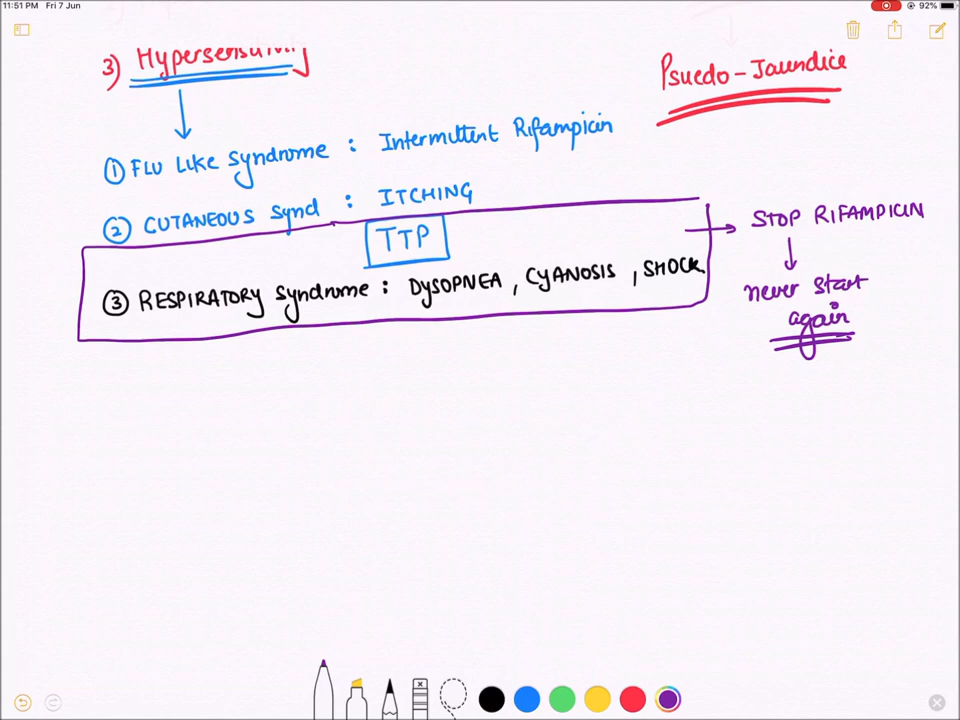 11:51 PM Fri 7 Jun
92%
3) Hypersensitivity
Psuedo-Jaundice
① FLU LIKE Syndrome : Intermittent Rifampicin
② CUTANEOUS Synd : ITCHING
TTP
③ RESPIRATORY Syndrome : DYSOPNEA , CYANOSIS , SHOCK
STOP RIFAMPICIN
never start
again